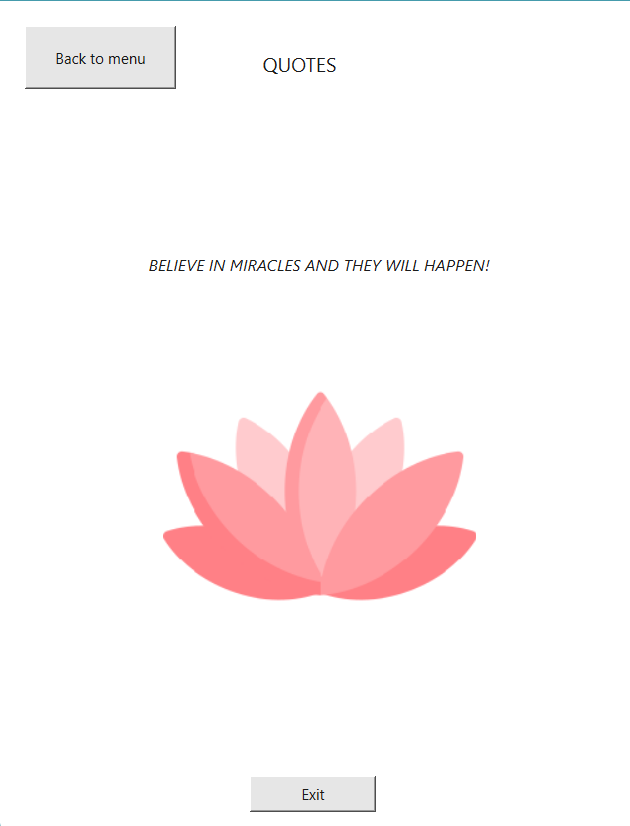 Back to menu
QUOTES
BELIEVE IN MIRACLES AND THEY WILL HAPPEN!
Exit